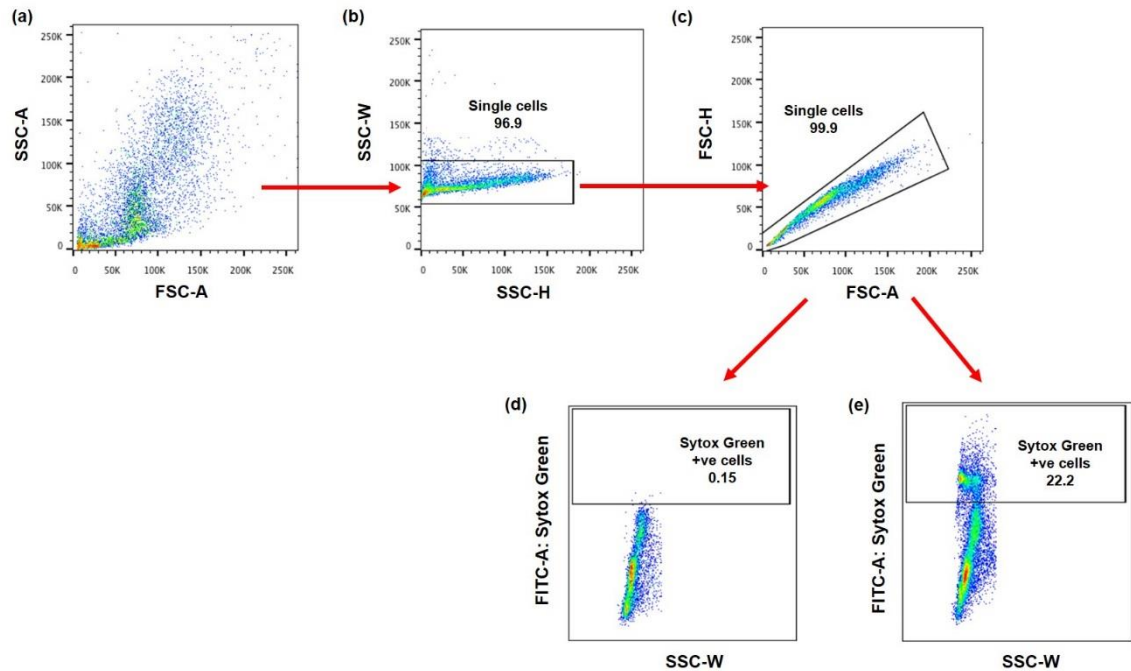 (a)
SSC-A
250K
200K
150K
100K
50K
0
0 50K 100K 150K 200K 250K
FSC-A
(b)
SSC-W
250K
200K
150K
100K
50K
0
Single cells
96.9
0 50K 100K 150K 200K 250K
SSC-H
(c)
FSC-H
250K
200K
150K
100K
50K
0
Single cells
99.9
0 50K 100K 150K 200K 250K
FSC-A
(d)
FITC-A: Sytox Green
Sytox Green
+ve cells
0.15
SSC-W
(e)
FITC-A: Sytox Green
Sytox Green
+ve cells
22.2
SSC-W